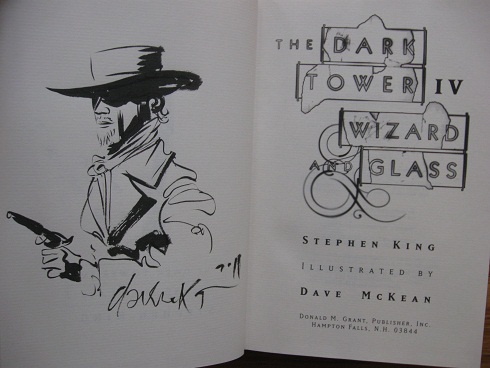 THE DARK
TOWER IV
WIZARD
AND GLASS
STEPHEN KING
ILLUSTRATED BY
DAVE MCKEAN
DONALD M. GRANT, PUBLISHER, INC.
HAMPTON FALLS, N.H. 03844